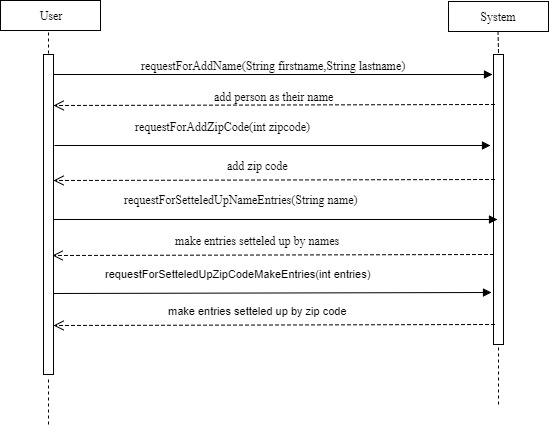 User
System
requestForAddName(String firstname,String lastname)
add person as their name
requestForAddZipCode(int zipcode)
add zip code
requestForSetteledUpNameEntries(String name)
make entries setteled up by names
requestForSetteledUpZipCodeMakeEntries(int entries)
make entries setteled up by zip code